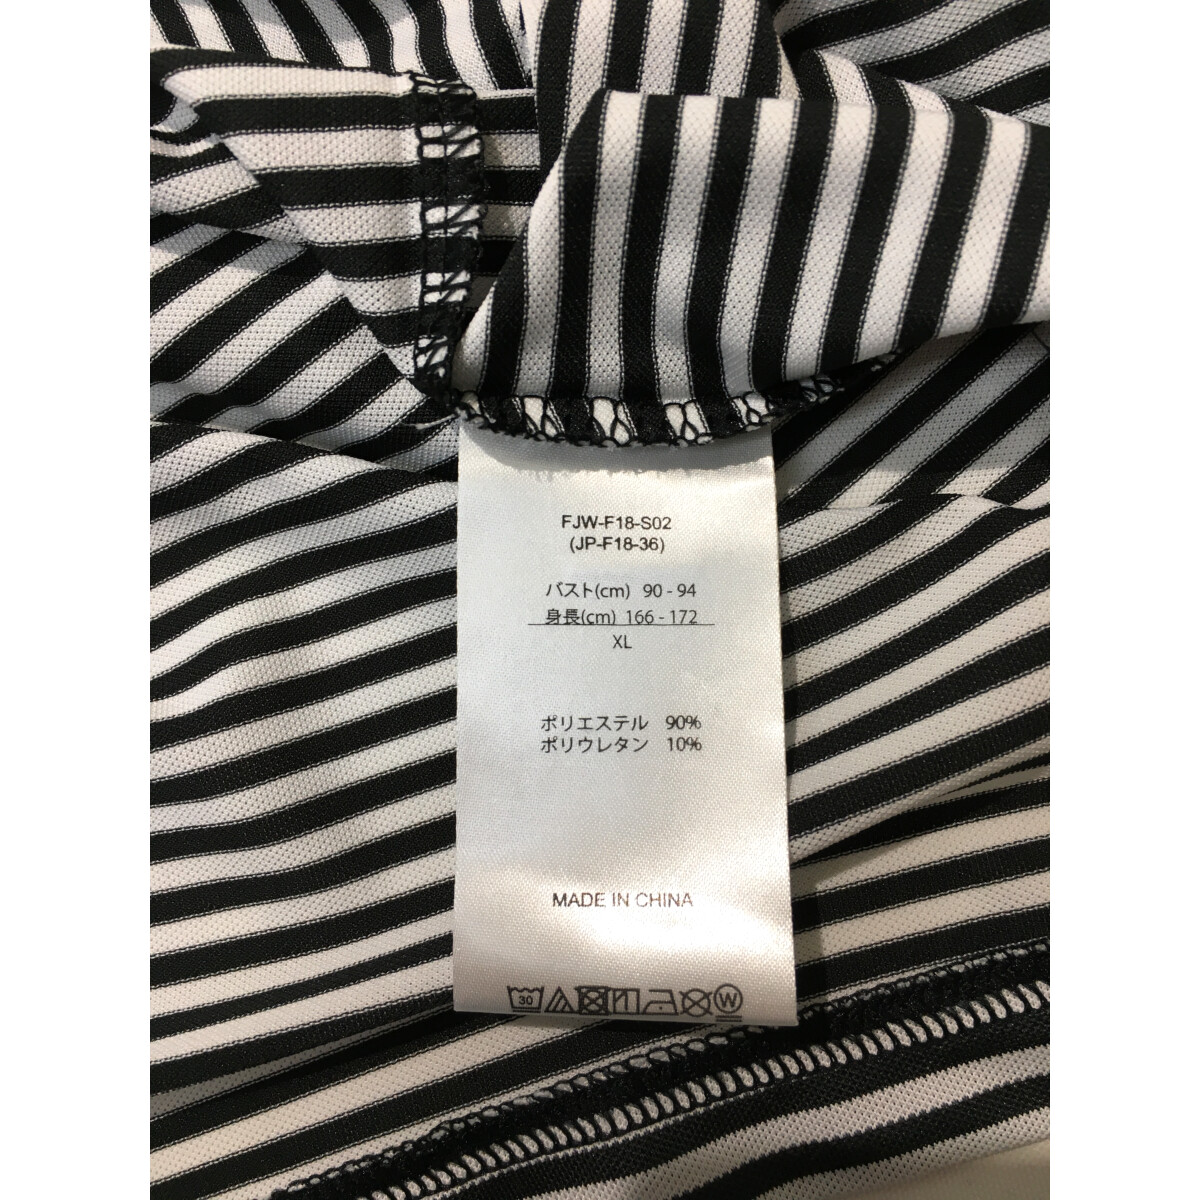 FJW-F18-S02
(JP-F18-36)
バスト(cm) 90 - 94
身長(cm) 166 - 172
XL
ポリエステル 90%
ポリウレタン 10%
MADE IN CHINA
30 W